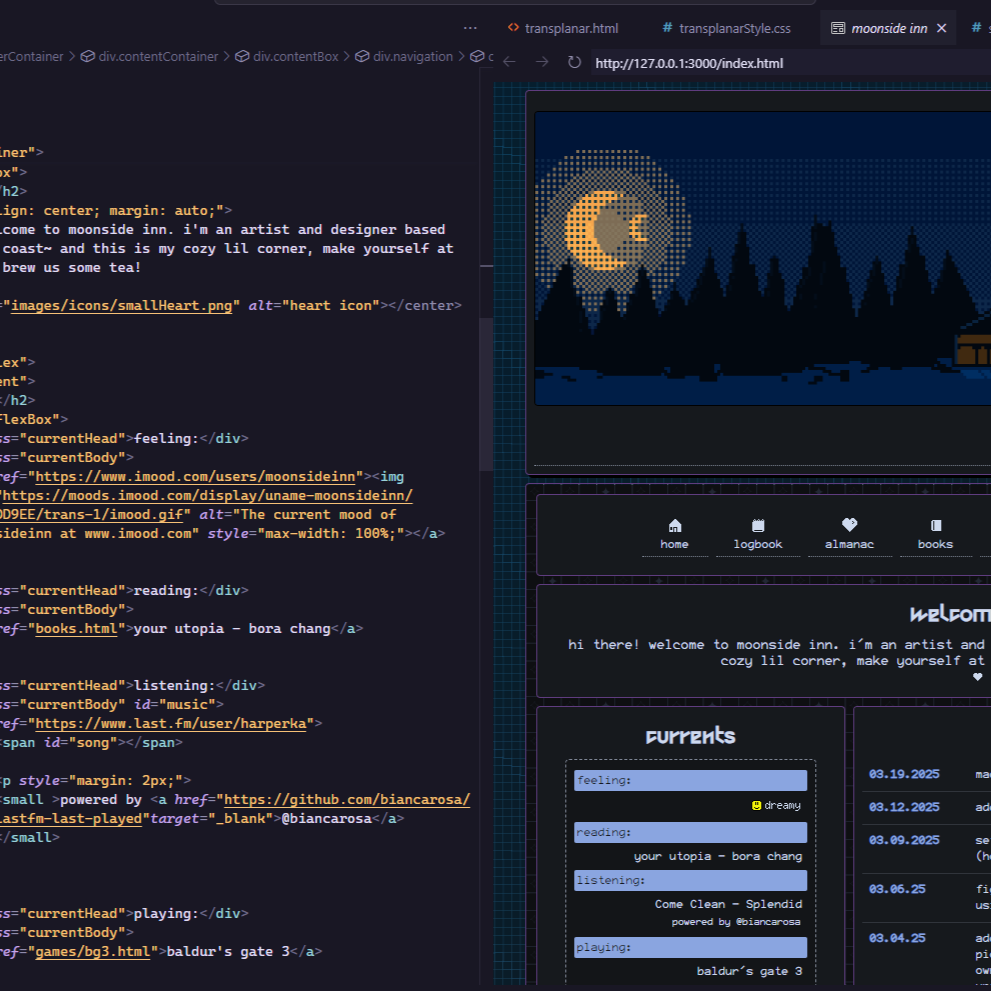 transplanar.html
# transplanarStyle.css
moonside inn
#
erContainer > div.contentContainer > div.contentBox > div.navigation >
http://127.0.0.1:3000/index.html
iner">
ox">
/h2>
lign: center; margin: auto;">
lcome to moonside inn. i'm an artist and designer based
coast~ and this is my cozy lil corner, make yourself at
brew us some tea!
="images/icons/smallHeart.png" alt="heart icon"></center>
lex">
ent">
</h2>
FlexBox">
ss="currentHead">feeling:</div>
ss="currentBody">
ref="https://www.imood.com/users/moonsideinn"><img
"https://moods.imood.com/display/uname-moonsideinn/
DD9EE/trans-1/imood.gif" alt="The current mood of
sideinn at www.imood.com" style="max-width: 100%;"></a>
ss="currentHead">reading:</div>
ss="currentBody">
ref="books.html">your utopia - bora chang</a>
ss="currentHead">listening:</div>
ss="currentBody" id="music">
ref="https://www.last.fm/user/harperka">
<span id="song"></span>
<p style="margin: 2px;">
<small >powered by <a href="https://github.com/biancarosa/
lastfm-last-played"target="_blank">@biancarosa</a>
</small>
ss="currentHead">playing:</div>
ss="currentBody">
ref="games/bg3.html">baldur's gate 3</a>
home
logbook
almanac
books
welcom
hi there! welcome to moonside inn. i'm an artist and
cozy lil corner, make yourself at
currents
feeling:
dreamy
reading:
your utopia - bora chang
listening:
Come Clean - Splendid
powered by @biancarosa
playing:
baldur's gate 3
03.19.2025 mad
03.12.2025 add
03.09.2025 se
(ho
03.06.25 fi
usi
03.04.25 add
pic
own